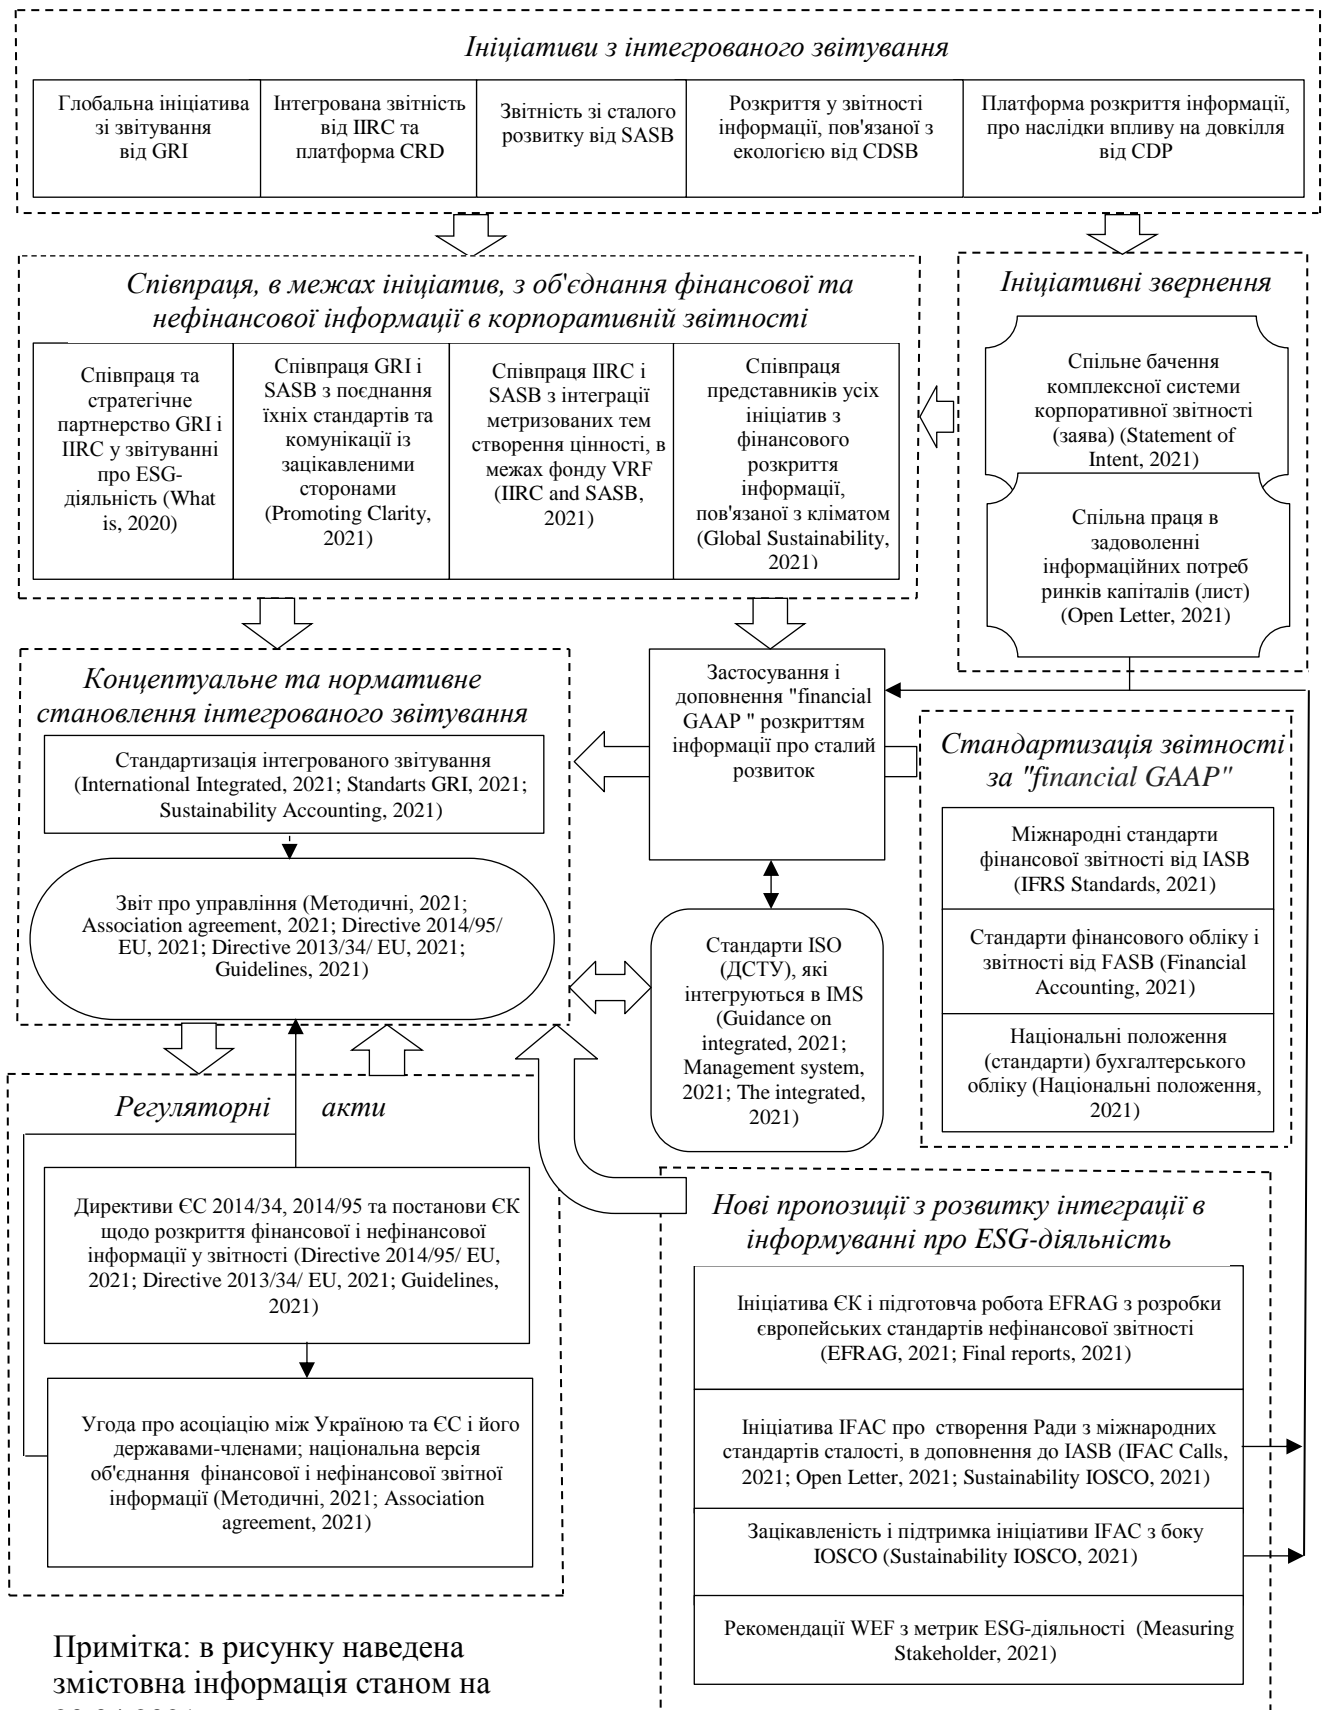 Ініціативи з інтегрованого звітування
Глобальна ініціатива
зі звітування
від GRI
Інтегрована звітність
від IIRC та
платформа CRD
Звітність зі сталого
розвитку від SASB
Розкриття у звітності
інформації, пов'язаної з
екологією від CDSB
Платформа розкриття інформації,
про наслідки впливу на довкілля
від CDP
Співпраця, в межах ініціатив, з об'єднання фінансової та
нефінансової інформації в корпоративній звітності
Співпраця та
стратегічне
партнерство GRI і
IIRC у звітуванні
про ESG-
діяльність (What
is, 2020)
Співпраця GRI і
SASB з поєднання
їхніх стандартів та
комунікації із
зацікавленими
сторонами
(Promoting Clarity,
2021)
Співпраця IIRC і
SASB з інтеграції
метризованих тем
створення цінності, в
межах фонду VRF
(IIRC and SASB,
2021)
Співпраця
представників усіх
ініціатив з
фінансового
розкриття
інформації,
пов'язаної з кліматом
(Global Sustainability,
2021)
Ініціативні звернення
Спільне бачення
комплексної системи
корпоративної звітності
(заява) (Statement of
Intent, 2021)
Спільна праця в
задоволенні
інформаційних потреб
ринків капіталів (лист)
(Open Letter, 2021)
Концептуальне та нормативне
становлення інтегрованого звітування
Стандартизація інтегрованого звітування
(International Integrated, 2021; Standarts GRI, 2021;
Sustainability Accounting, 2021)
Звіт про управління (Методичні, 2021;
Association agreement, 2021; Directive 2014/95/
EU, 2021; Directive 2013/34/ EU, 2021;
Guidelines, 2021)
Застосування і
доповнення "financial
GAAP " розкриттям
інформації про сталий
розвиток
Стандарти ISO
(ДСТУ), які
інтегруються в IMS
(Guidance on
integrated, 2021;
Management system,
2021; The integrated,
2021)
Стандартизація звітності
за "financial GAAP"
Міжнародні стандарти
фінансової звітності від IASB
(IFRS Standards, 2021)
Стандарти фінансового обліку і
звітності від FASB (Financial
Accounting, 2021)
Національні положення
(стандарти) бухгалтерського
обліку (Національні положення,
2021)
Регуляторні акти
Директиви ЄС 2014/34, 2014/95 та постанови ЄК
щодо розкриття фінансової і нефінансової
інформації у звітності (Directive 2014/95/ EU,
2021; Directive 2013/34/ EU, 2021; Guidelines,
2021)
Угода про асоціацію між Україною та ЄС і його
державами-членами; національна версія
об'єднання фінансової і нефінансової звітної
інформації (Методичні, 2021; Association
agreement, 2021)
Нові пропозиції з розвитку інтеграції в
інформуванні про ESG-діяльність
Ініціатива ЄК і підготовча робота EFRAG з розробки
європейських стандартів нефінансової звітності
(EFRAG, 2021; Final reports, 2021)
Ініціатива IFAC про створення Ради з міжнародних
стандартів сталості, в доповнення до IASB (IFAC Calls,
2021; Open Letter, 2021; Sustainability IOSCO, 2021)
Зацікавленість і підтримка ініціативи IFAC з боку
IOSCO (Sustainability IOSCO, 2021)
Рекомендації WEF з метрик ESG-діяльності (Measuring
Stakeholder, 2021)
Примітка: в рисунку наведена
змістовна інформація станом на